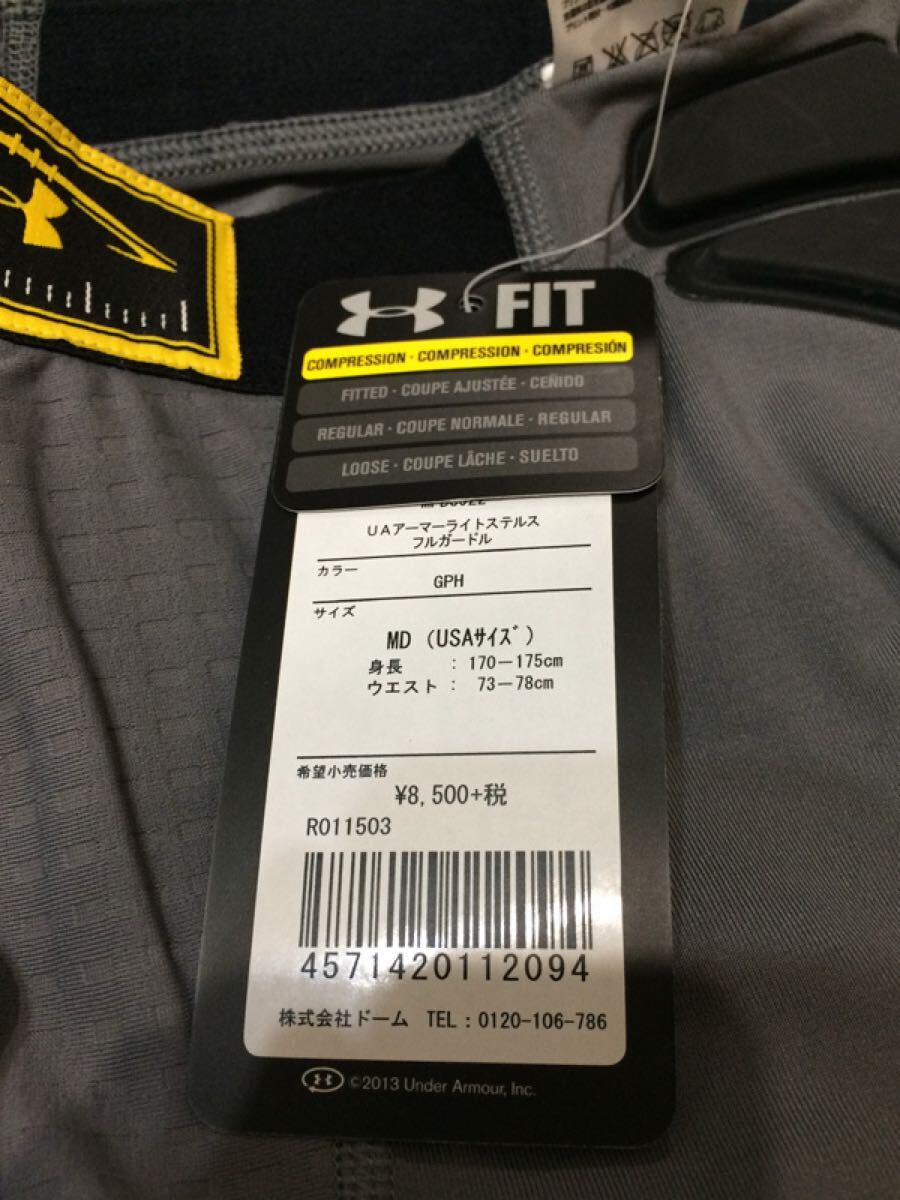 FIT
COMPRESSION · COMPRESSION · COMPRESIÓN
FITTED · COUPE AJUSTÉE · CEÑIDO
REGULAR · COUPE NORMALE · REGULAR
LOOSE · COUPE LÂCHE · SUELTO
UAアーマーライトステルス
フルガードル
カラー
GPH
サイズ
MD (USAサイズ)
身長 : 170－175cm
ウエスト : 73－78cm
希望小売価格
¥8,500+税
R011503
4571420112094
株式会社ドーム TEL : 0120-106-786
©2013 Under Armour, Inc.